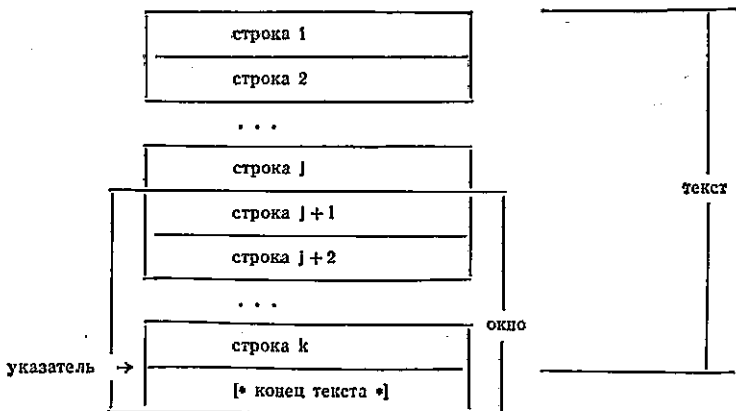 строка 1
строка 2
. . .
строка j
текст
строка j + 1
строка j + 2
. . .
окно
строка k
указатель →
[* конец текста *]